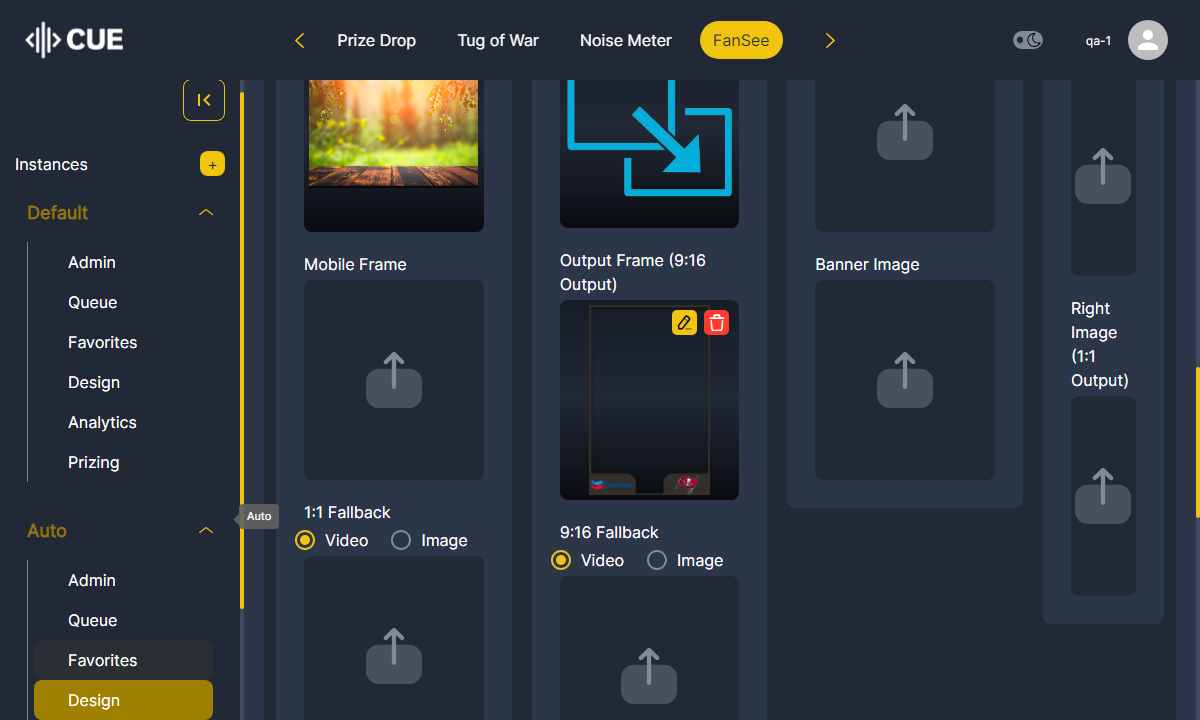 CUE
Prize Drop
Tug of War
Noise Meter
FanSee
qa-1
Instances
+
Default
Admin
Queue
Favorites
Design
Analytics
Prizing
Auto
Auto
Admin
Queue
Favorites
Design
Mobile Frame
1:1 Fallback
Video
Image
Output Frame (9:16
Output)
9:16 Fallback
Video
Image
Banner Image
Right
Image
(1:1
Output)